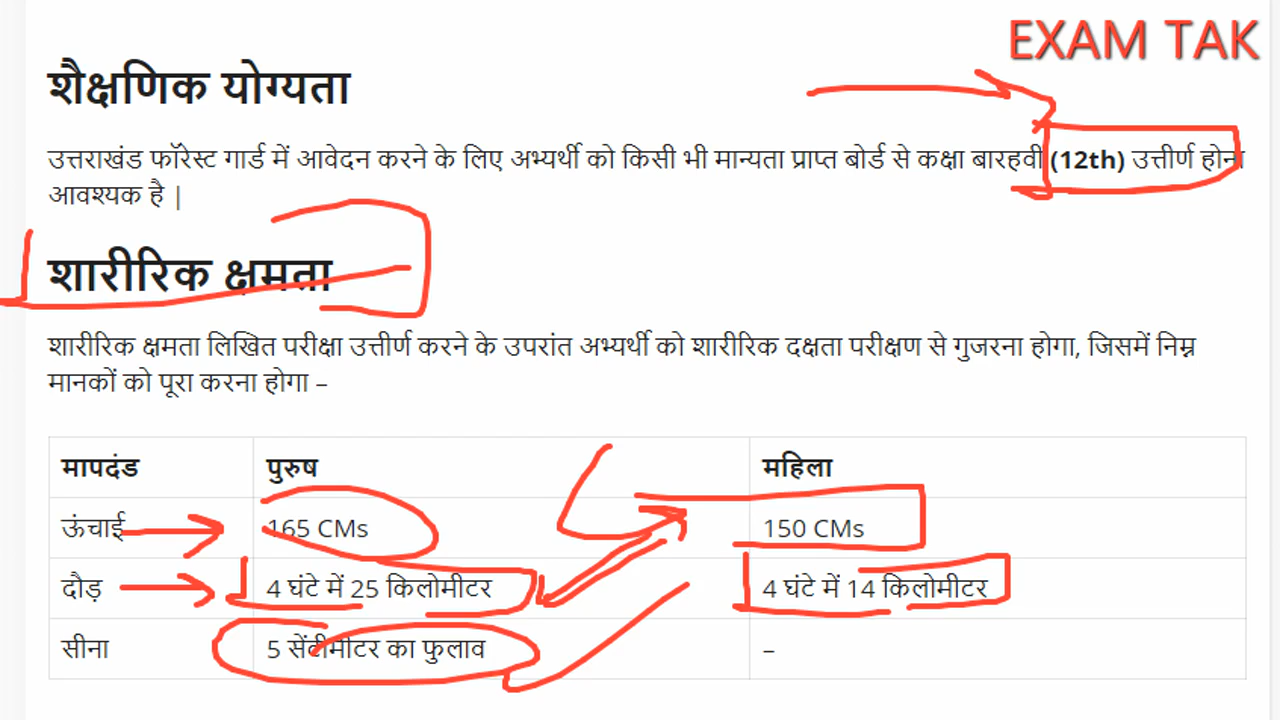 EXAM TAK
शैक्षणिक योग्यता
उत्तराखंड फॉरेस्ट गार्ड में आवेदन करने के लिए अभ्यर्थी को किसी भी मान्यता प्राप्त बोर्ड से कक्षा बारहवी (12th) उत्तीर्ण होना
आवश्यक है |
शारीरिक क्षमता
शारीरिक क्षमता लिखित परीक्षा उत्तीर्ण करने के उपरांत अभ्यर्थी को शारीरिक दक्षता परीक्षण से गुजरना होगा, जिसमें निम्न
मानकों को पूरा करना होगा –
मापदंड पुरुष महिला
ऊंचाई 165 CMs 150 CMs
दौड़ 4 घंटे में 25 किलोमीटर 4 घंटे में 14 किलोमीटर
सीना 5 सेंटीमीटर का फुलाव –